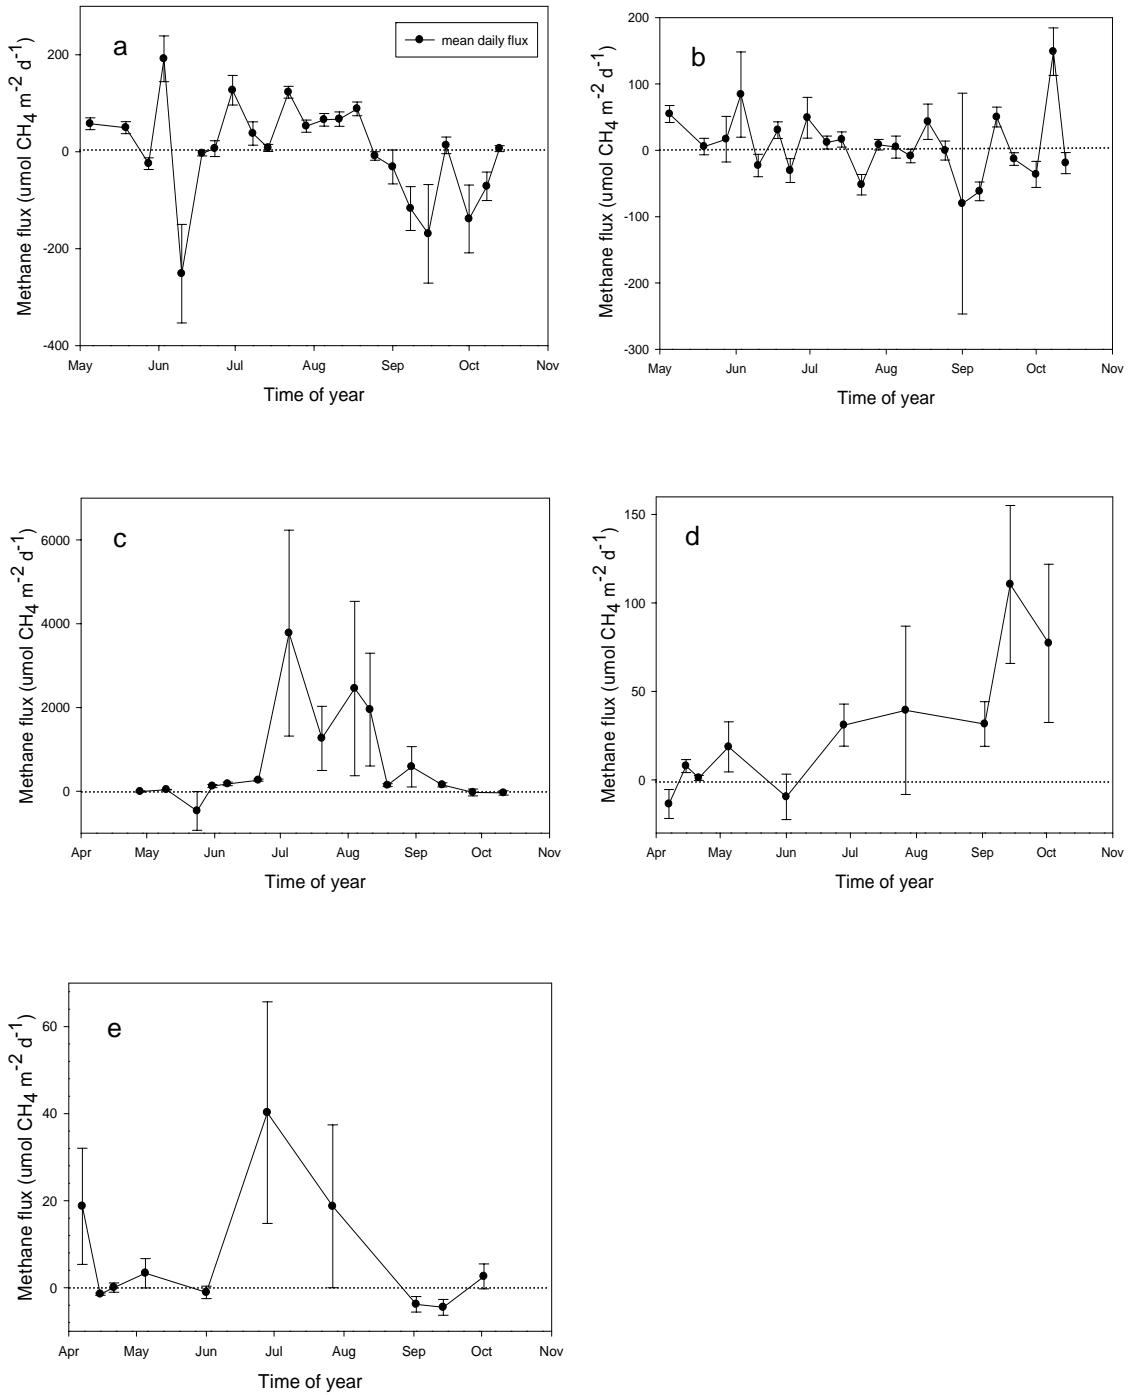 a
mean daily flux
Methane flux (umol CH4 m-2 d-1)
200
0
-200
-400
May Jun Jul Aug Sep Oct Nov
Time of year
b
Methane flux (umol CH4 m-2 d-1)
200
100
0
-100
-200
-300
May Jun Jul Aug Sep Oct Nov
Time of year
c
Methane flux (umol CH4 m-2 d-1)
6000
4000
2000
0
Apr May Jun Jul Aug Sep Oct Nov
Time of year
d
Methane flux (umol CH4 m-2 d-1)
150
100
50
0
Apr May Jun Jul Aug Sep Oct Nov
Time of year
e
Methane flux (umol CH4 m-2 d-1)
60
40
20
0
Apr May Jun Jul Aug Sep Oct Nov
Time of year